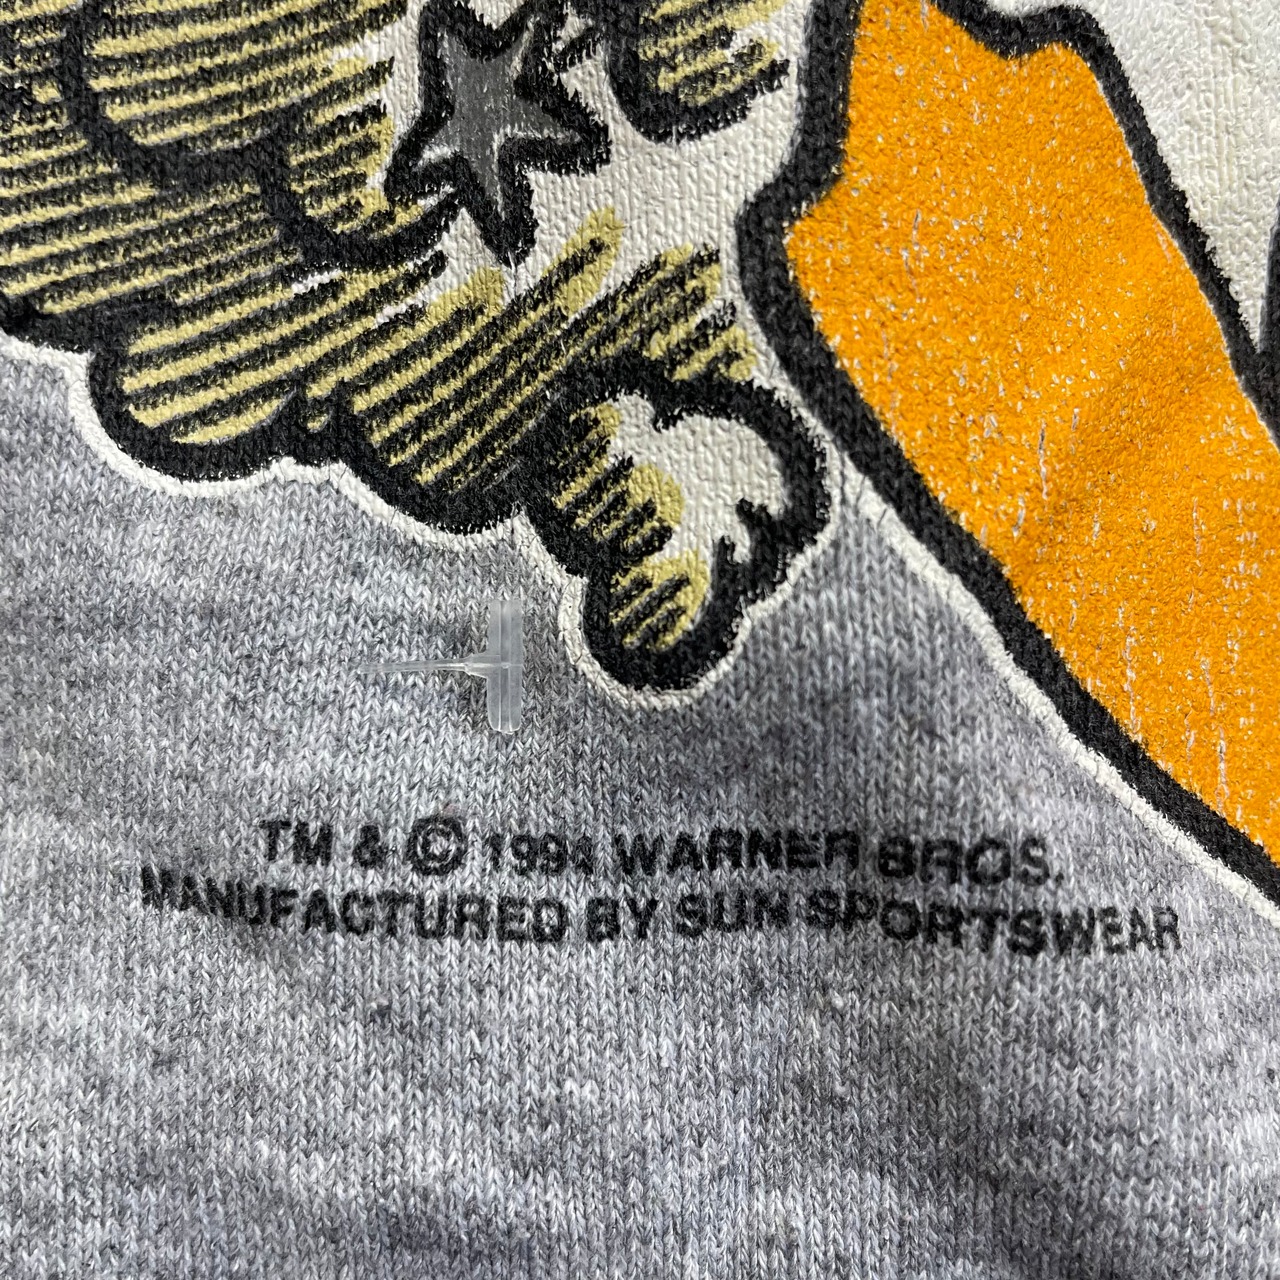 TM & © 1994 WARNER BROS.
MANUFACTURED BY SUN SPORTSWEAR